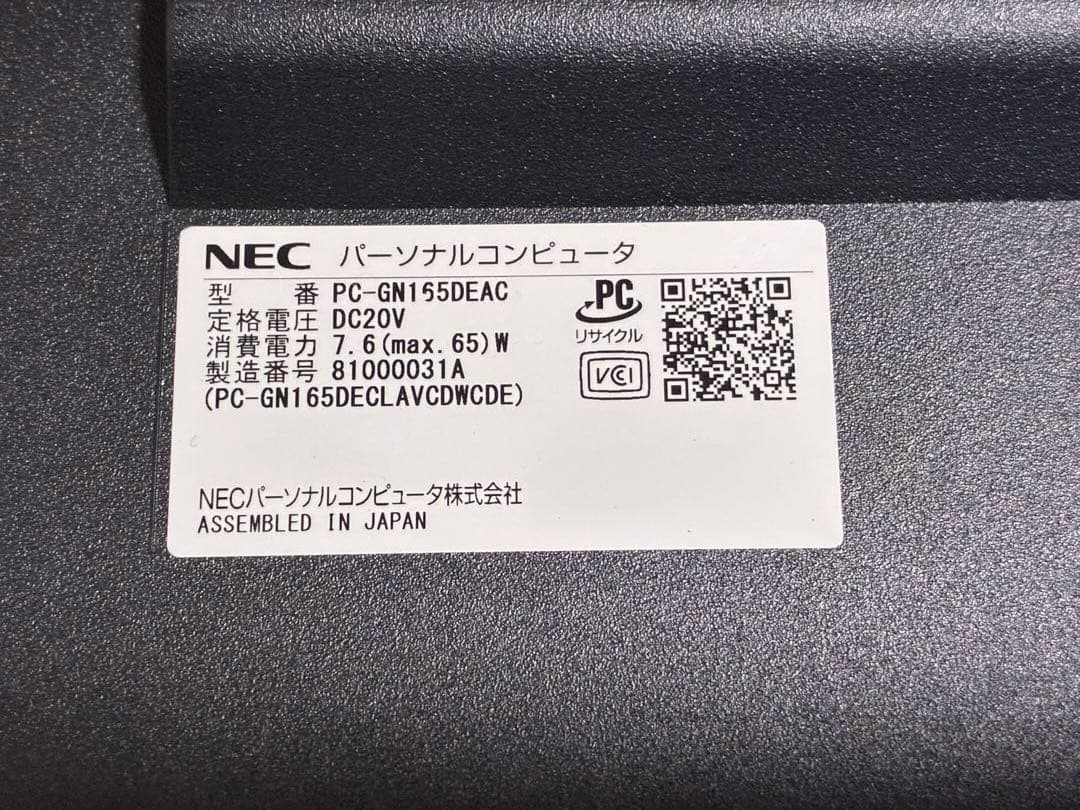 NEC パーソナルコンピュータ
型 番 PC-GN165DEAC
定格電圧 DC20V
消費電力 7.6(max.65)W
製造番号 81000031A
(PC-GN165DECLAVCDWCDE)
PC
リサイクル
VCI
NECパーソナルコンピュータ株式会社
ASSEMBLED IN JAPAN